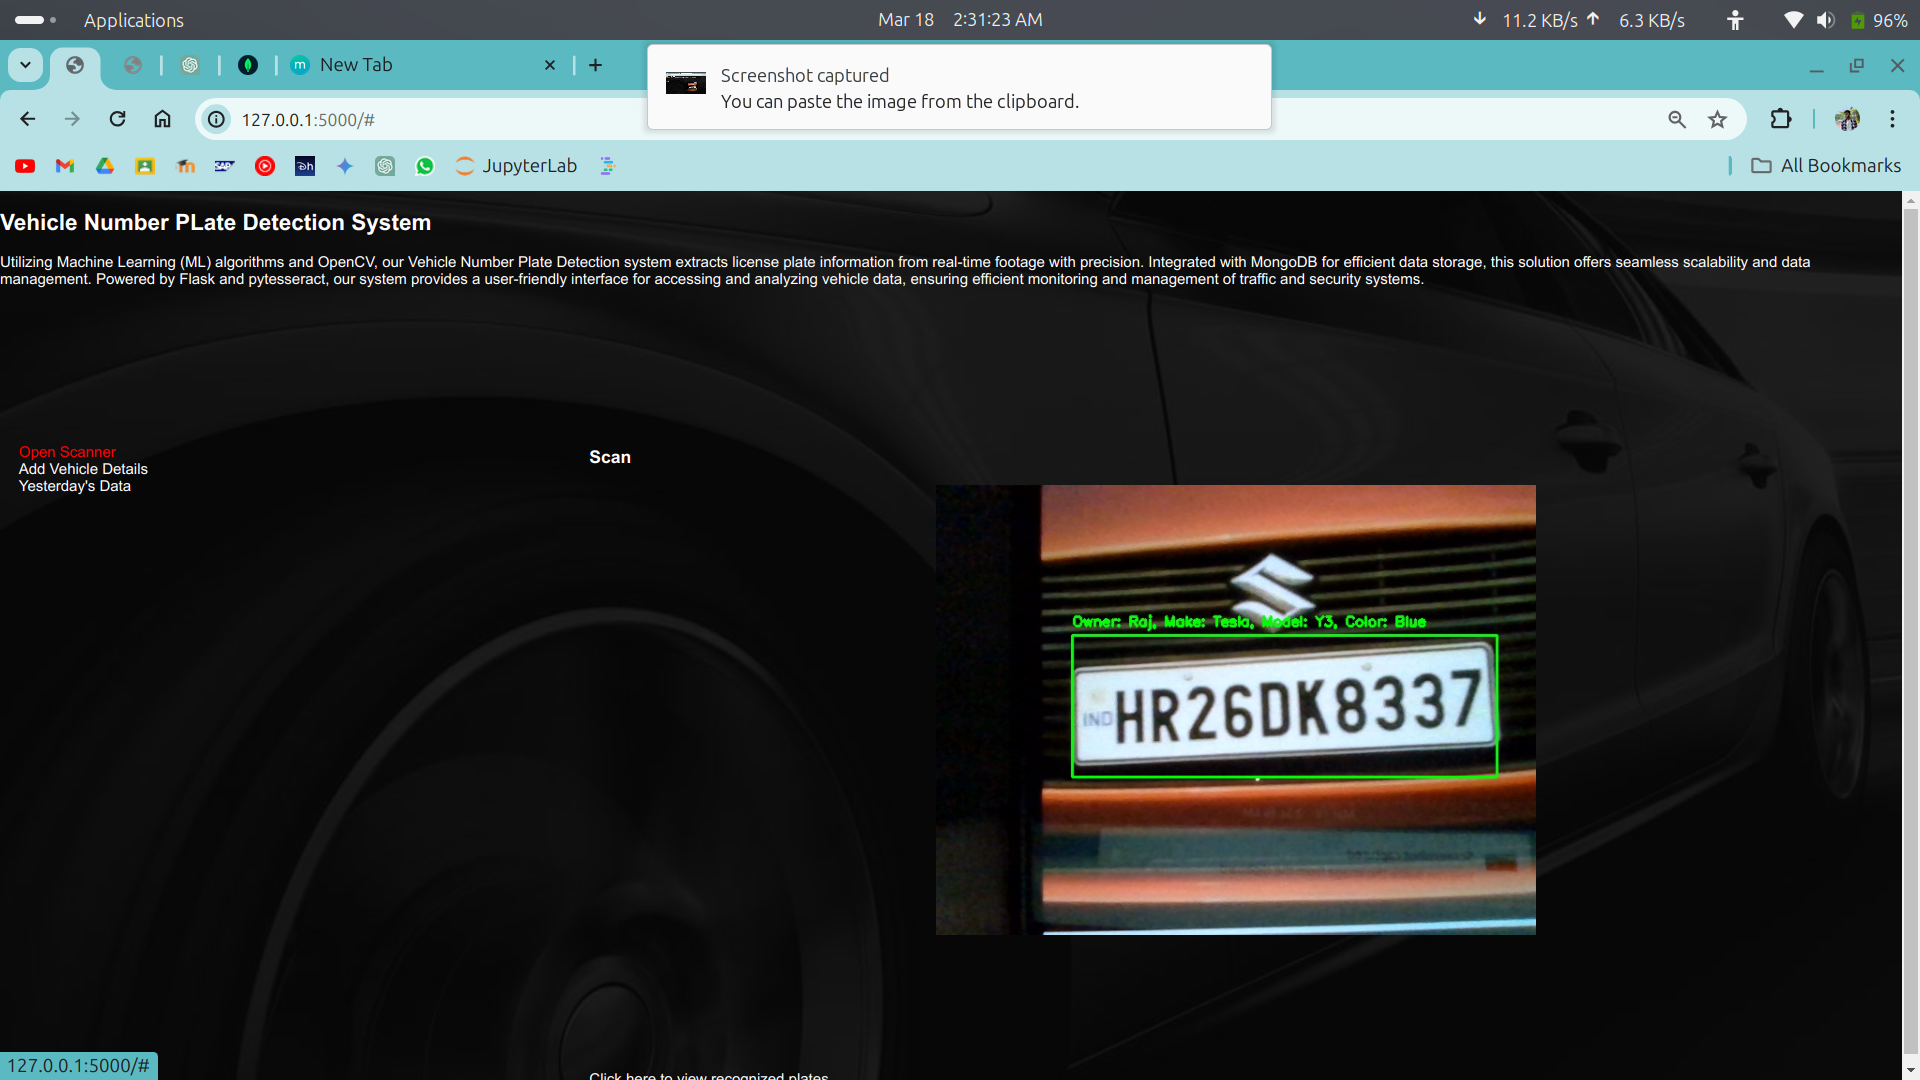 Applications
Mar 18 2:31:23 AM
11.2 KB/s 6.3 KB/s
96%
New Tab
Screenshot captured
You can paste the image from the clipboard.
127.0.0.1:5000/#
JupyterLab
All Bookmarks
Vehicle Number PLate Detection System
Utilizing Machine Learning (ML) algorithms and OpenCV, our Vehicle Number Plate Detection system extracts license plate information from real-time footage with precision. Integrated with MongoDB for efficient data storage, this solution offers seamless scalability and data
management. Powered by Flask and pytesseract, our system provides a user-friendly interface for accessing and analyzing vehicle data, ensuring efficient monitoring and management of traffic and security systems.
Open Scanner
Add Vehicle Details
Yesterday's Data
Scan
Owner: Raj, Make: Tesla, Model: Y3, Color: Blue
IND HR26DK8337
Click here to view recognized plates
127.0.0.1:5000/#